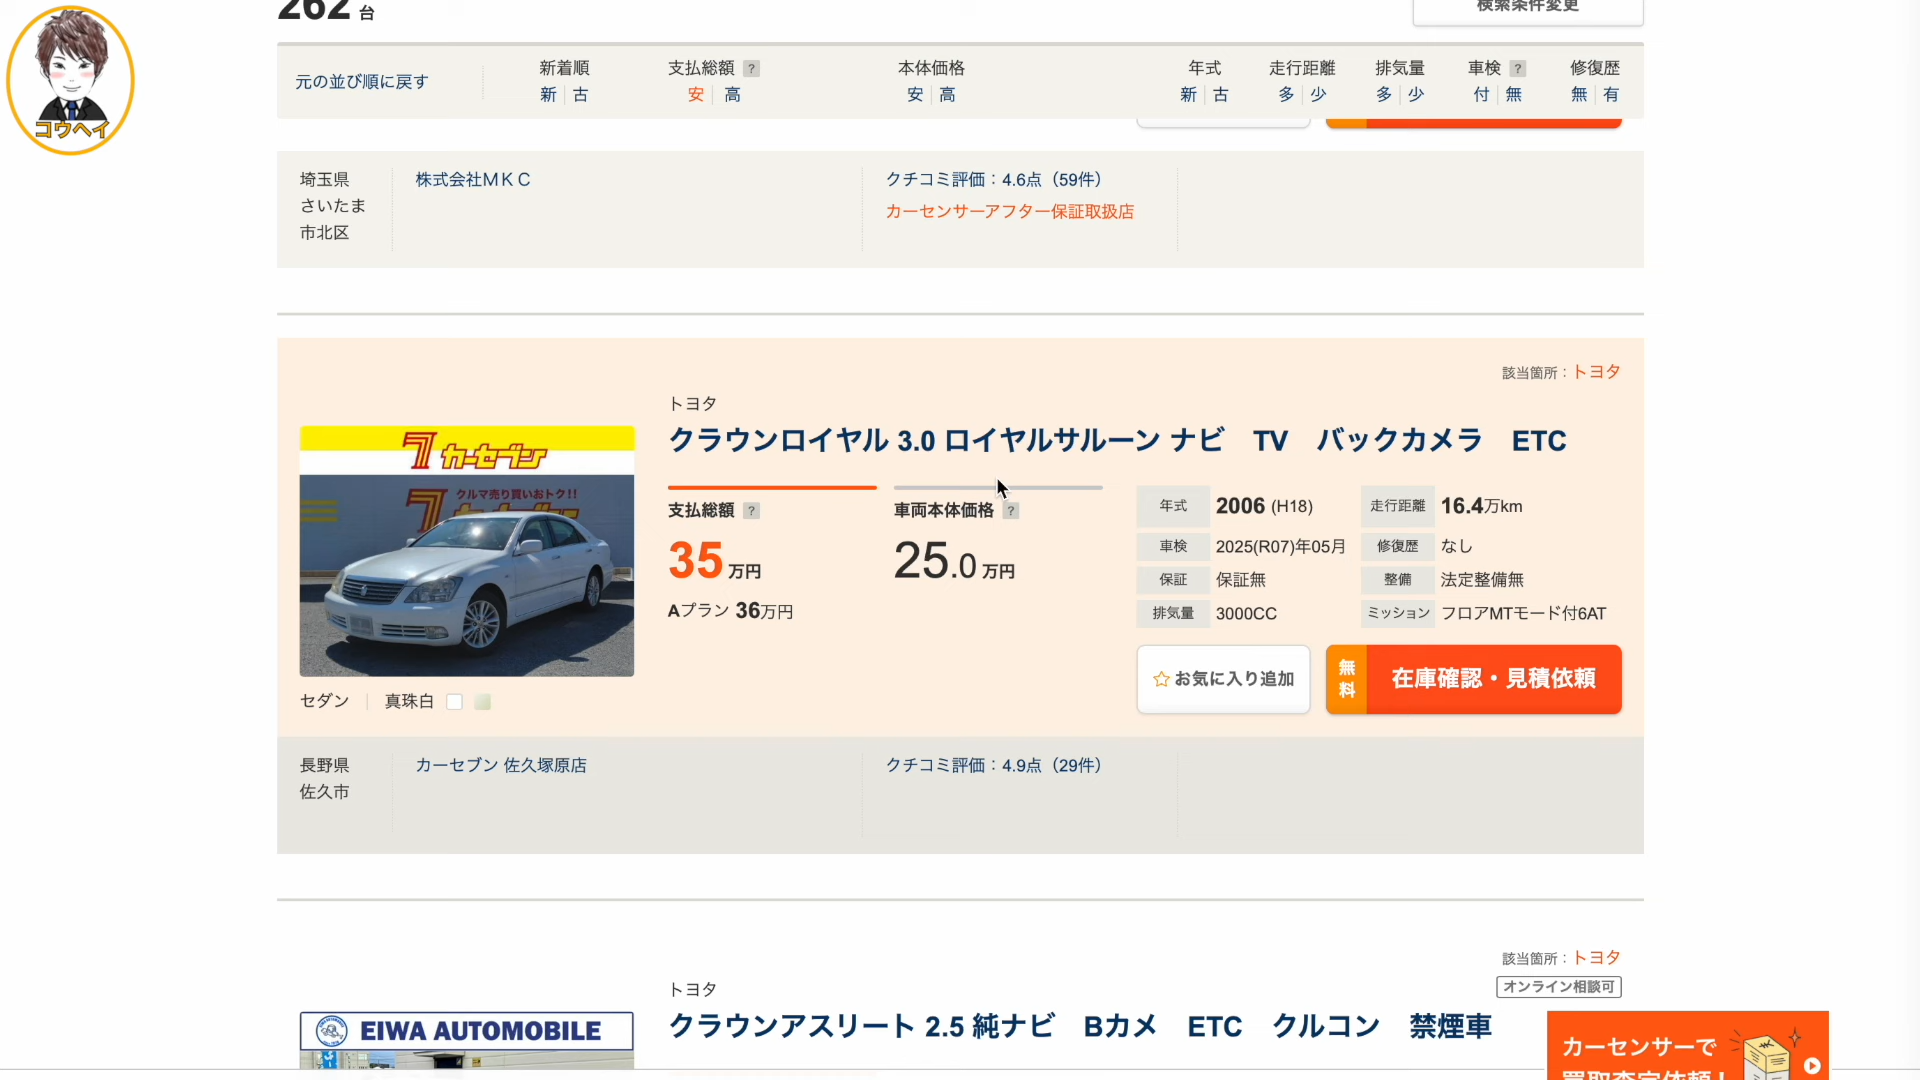 262 台
検索条件変更
コウヘイ
元の並び順に戻す
新着順
新 古
支払総額 ?
安 高
本体価格
安 高
年式
新 古
走行距離
多 少
排気量
多 少
車検 ?
付 無
修復歴
無 有
埼玉県
さいたま
市北区
株式会社ＭＫＣ
クチコミ評価：4.6点（59件）
カーセンサーアフター保証取扱店
該当箇所：トヨタ
トヨタ
クラウンロイヤル 3.0 ロイヤルサルーン ナビ　TV　バックカメラ　ETC
7 カーセブン
クルマ売り買いおトク!!
支払総額 ?
35 万円
Aプラン 36万円
車両本体価格 ?
25.0 万円
年式 2006 (H18)
走行距離 16.4万km
車検 2025(R07)年05月
修復歴 なし
保証 保証無
整備 法定整備無
排気量 3000CC
ミッション フロアMTモード付6AT
セダン 真珠白
お気に入り追加
無料 在庫確認・見積依頼
長野県
佐久市
カーセブン 佐久塚原店
クチコミ評価：4.9点（29件）
該当箇所：トヨタ
オンライン相談可
トヨタ
クラウンアスリート 2.5 純ナビ　Bカメ　ETC　クルコン　禁煙車
EIWA AUTOMOBILE
カーセンサーで
買取査定依頼！